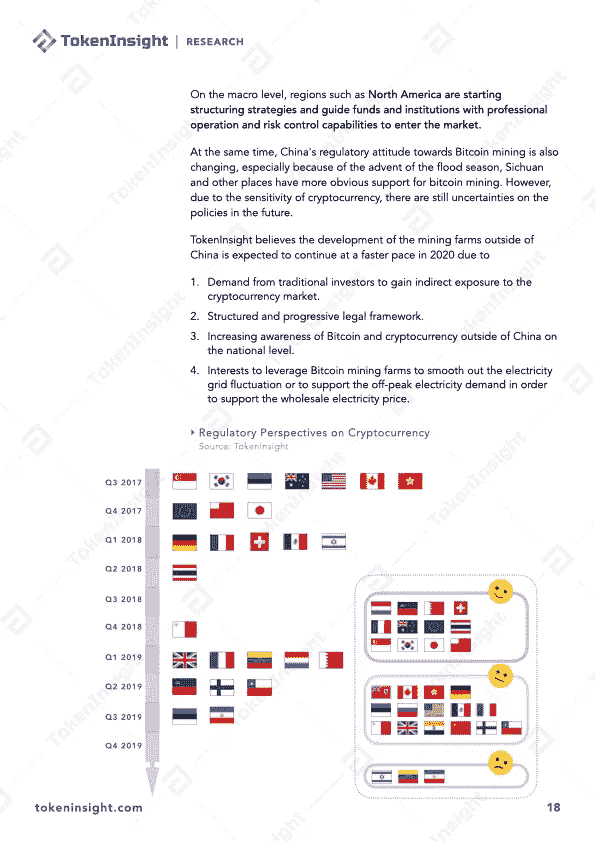 TokenInsight | RESEARCH
On the macro level, regions such as North America are starting
structuring strategies and guide funds and institutions with professional
operation and risk control capabilities to enter the market.
At the same time, China's regulatory attitude towards Bitcoin mining is also
changing, especially because of the advent of the flood season, Sichuan
and other places have more obvious support for bitcoin mining. However,
due to the sensitivity of cryptocurrency, there are still uncertainties on the
policies in the future.
TokenInsight believes the development of the mining farms outside of
China is expected to continue at a faster pace in 2020 due to
1. Demand from traditional investors to gain indirect exposure to the
cryptocurrency market.
2. Structured and progressive legal framework.
3. Increasing awareness of Bitcoin and cryptocurrency outside of China on
the national level.
4. Interests to leverage Bitcoin mining farms to smooth out the electricity
grid fluctuation or to support the off-peak electricity demand in order
to support the wholesale electricity price.
Regulatory Perspectives on Cryptocurrency
Source: TokenInsight
Q3 2017
Q4 2017
Q1 2018
Q2 2018
Q3 2018
Q4 2018
Q1 2019
Q2 2019
Q3 2019
Q4 2019
tokeninsight.com
18